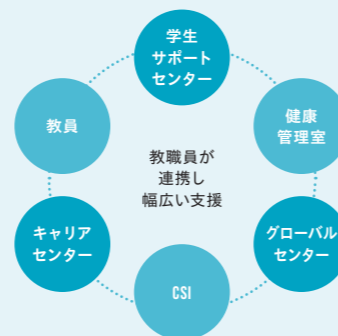 学生
サポート
センター
教員
健康
管理室
教職員が
連携し
幅広い支援
キャリア
センター
グローバル
センター
CSI